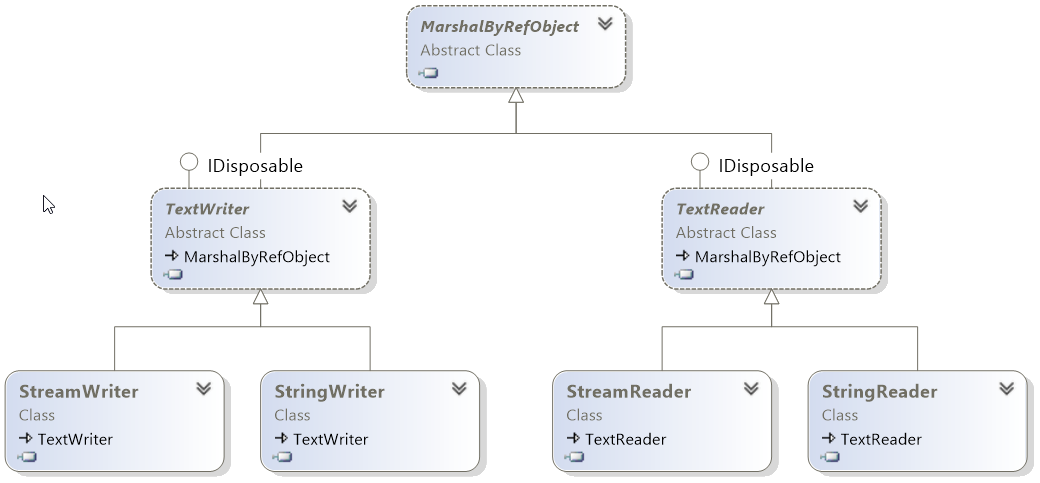 MarshalByRefObject
Abstract Class
IDisposable
IDisposable
TextWriter
Abstract Class
MarshalByRefObject
TextReader
Abstract Class
MarshalByRefObject
StreamWriter
Class
TextWriter
StringWriter
Class
TextWriter
StreamReader
Class
TextReader
StringReader
Class
TextReader